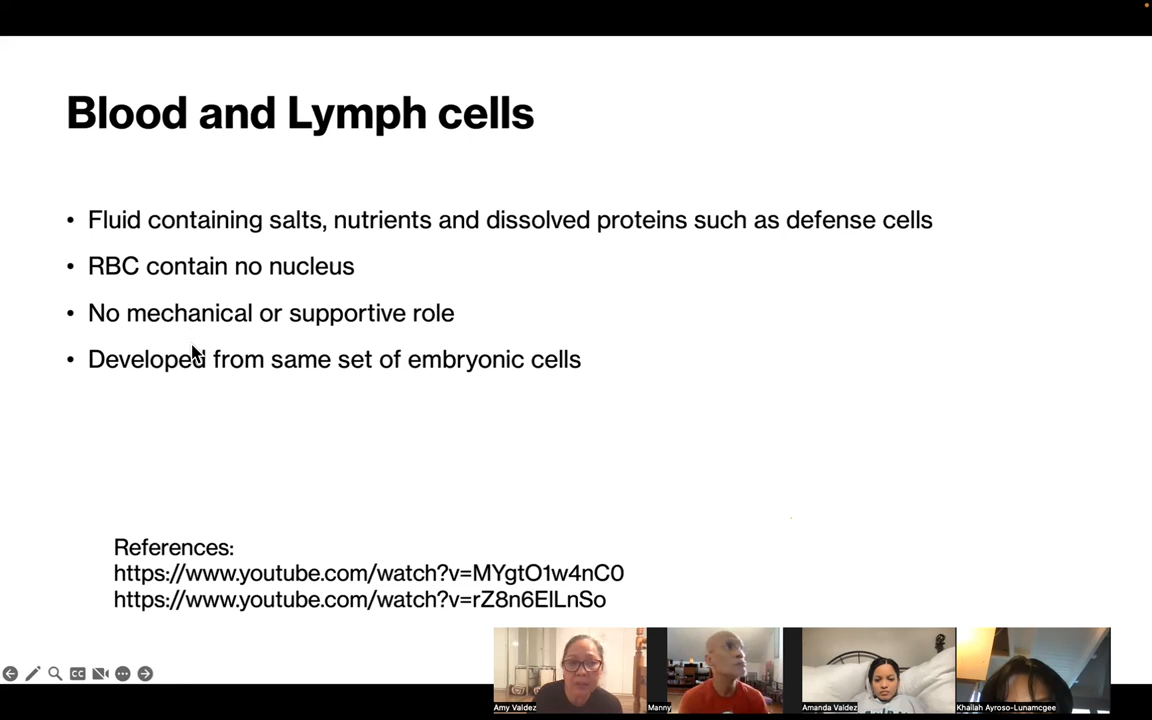 Blood and Lymph cells
• Fluid containing salts, nutrients and dissolved proteins such as defense cells
• RBC contain no nucleus
• No mechanical or supportive role
• Developed from same set of embryonic cells
References:
https://www.youtube.com/watch?v=MYgtO1w4nC0
https://www.youtube.com/watch?v=rZ8n6ElLnSo
CC
Amy Valdez
Manny
Amanda Valdez
Khailah Ayroso-Lunamcgee